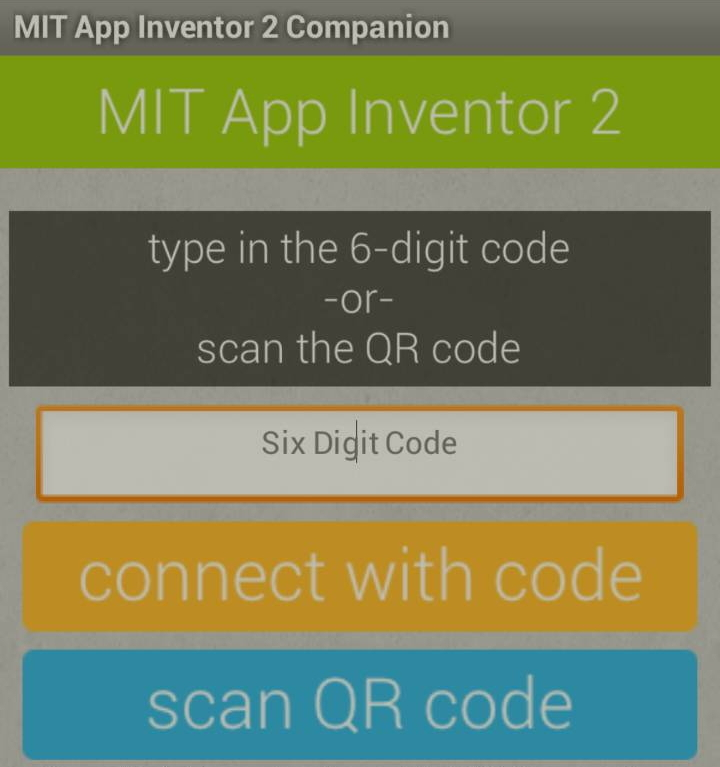 MIT App Inventor 2 Companion
MIT App Inventor 2
type in the 6-digit code
-or-
scan the QR code
Six Digit Code
connect with code
scan QR code